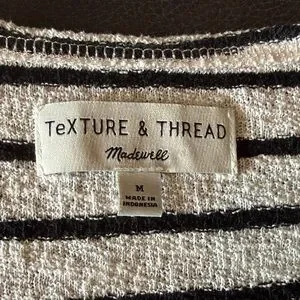 TeXTURE & THREAD
Madewell
M
MADE IN
INDONESIA